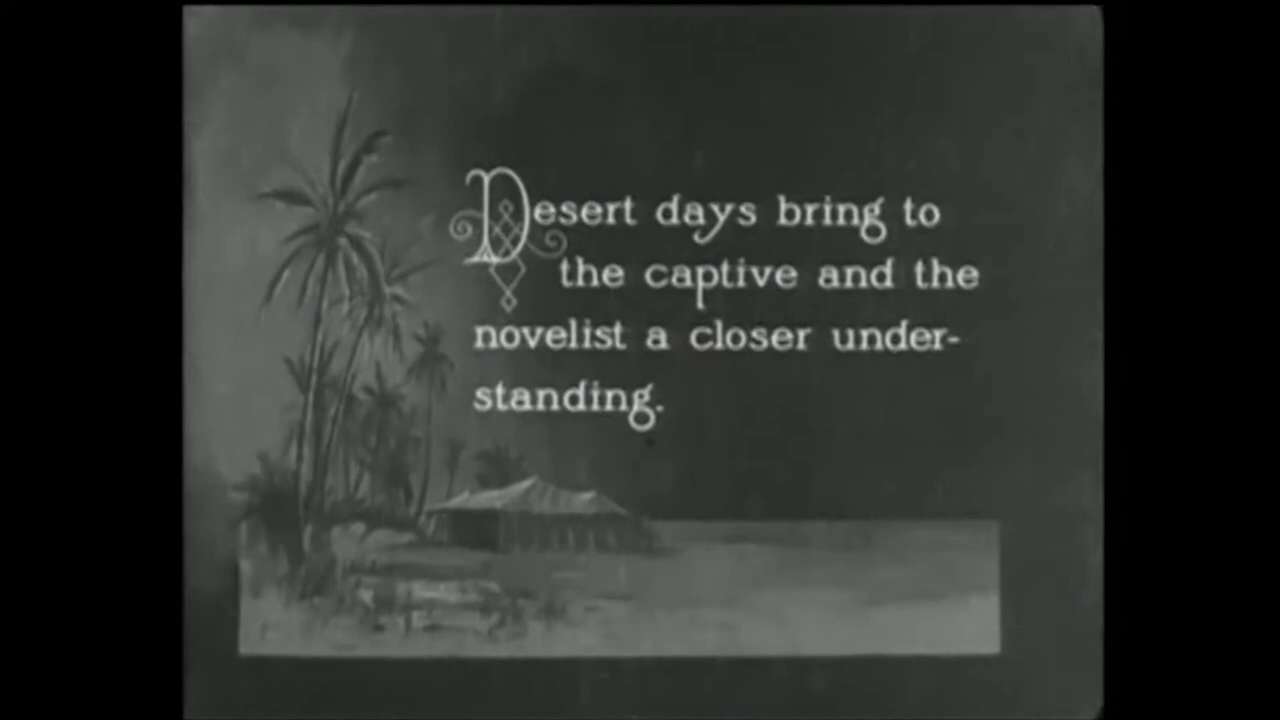 Desert days bring to
the captive and the
novelist a closer under-
standing.